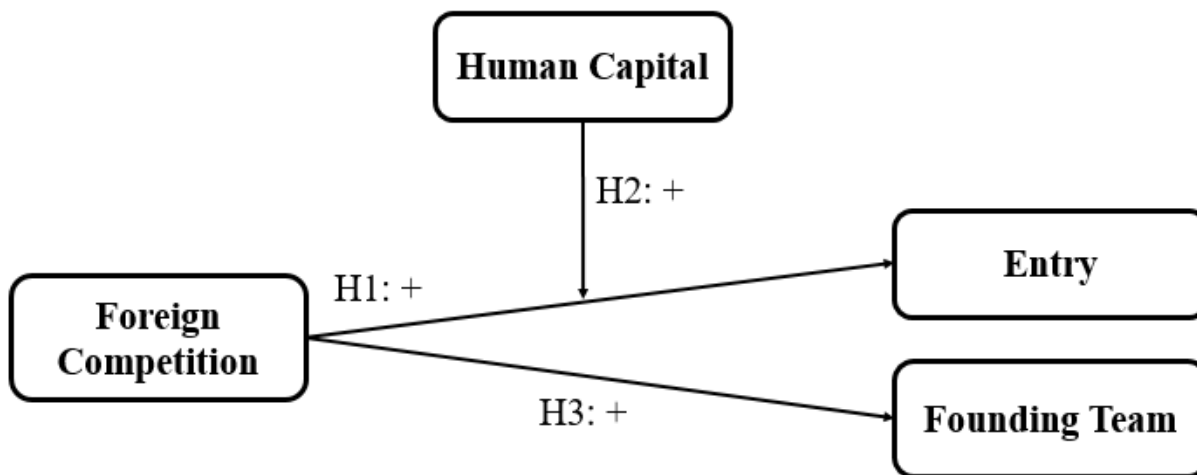 Human Capital
H2: +
H1: +
Entry
Foreign
Competition
H3: +
Founding Team